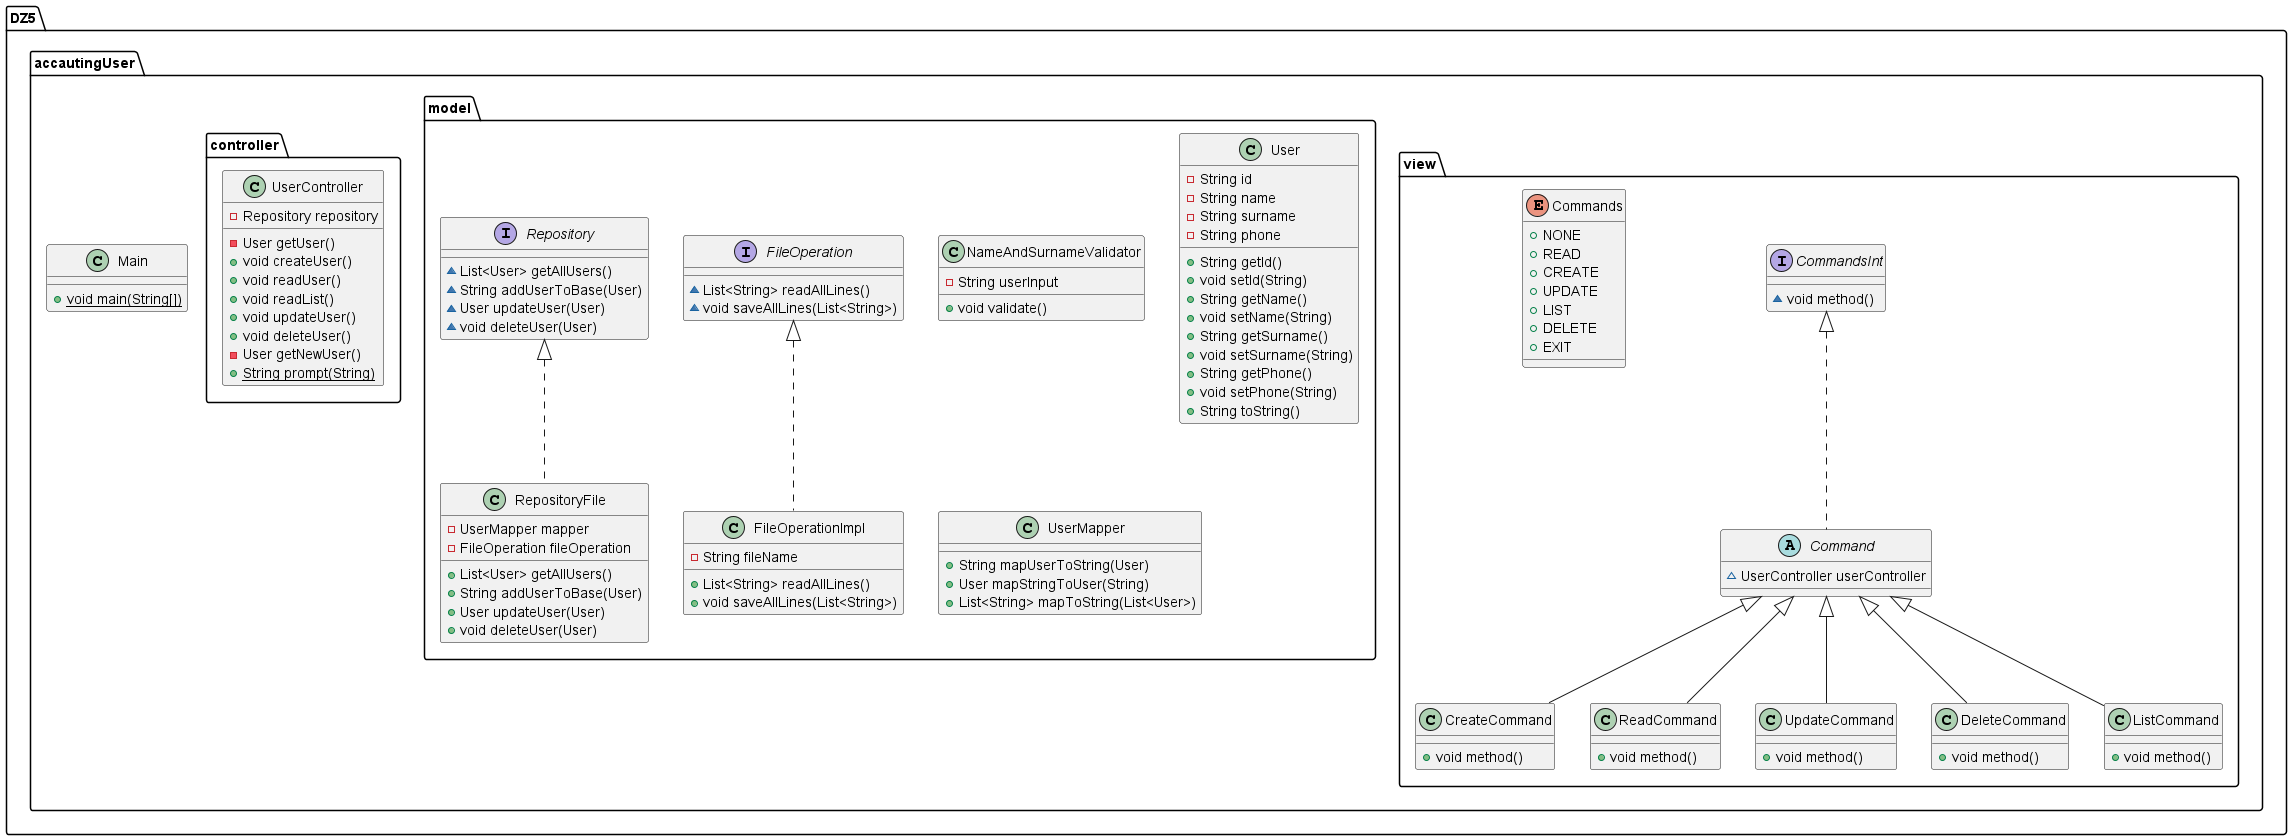 DZ5
accautingUser
C Main
void main(String[])
controller
C UserController
Repository repository
User getUser()
void createUser()
void readUser()
void readList()
void updateUser()
void deleteUser()
User getNewUser()
String prompt(String)
model
I Repository
List<User> getAllUsers()
String addUserToBase(User)
User updateUser(User)
void deleteUser(User)
I FileOperation
List<String> readAllLines()
void saveAllLines(List<String>)
C NameAndSurnameValidator
String userInput
void validate()
C User
String id
String name
String surname
String phone
String getId()
void setId(String)
String getName()
void setName(String)
String getSurname()
void setSurname(String)
String getPhone()
void setPhone(String)
String toString()
C RepositoryFile
UserMapper mapper
FileOperation fileOperation
List<User> getAllUsers()
String addUserToBase(User)
User updateUser(User)
void deleteUser(User)
C FileOperationImpl
String fileName
List<String> readAllLines()
void saveAllLines(List<String>)
C UserMapper
String mapUserToString(User)
User mapStringToUser(String)
List<String> mapToString(List<User>)
view
E Commands
NONE
READ
CREATE
UPDATE
LIST
DELETE
EXIT
I CommandsInt
void method()
A Command
UserController userController
C CreateCommand
void method()
C ReadCommand
void method()
C UpdateCommand
void method()
C DeleteCommand
void method()
C ListCommand
void method()